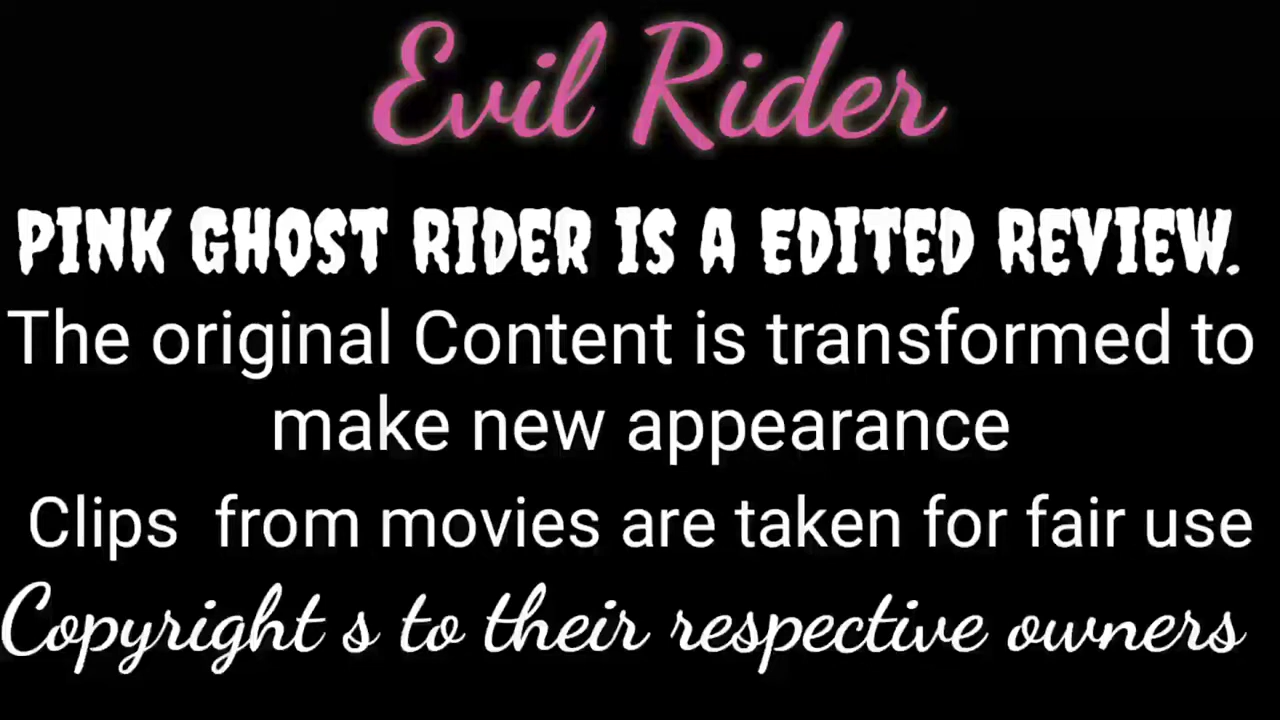 Evil Rider
PINK GHOST RIDER IS A EDITED REVIEW.
The original Content is transformed to
make new appearance
Clips from movies are taken for fair use
Copyright s to their respective owners